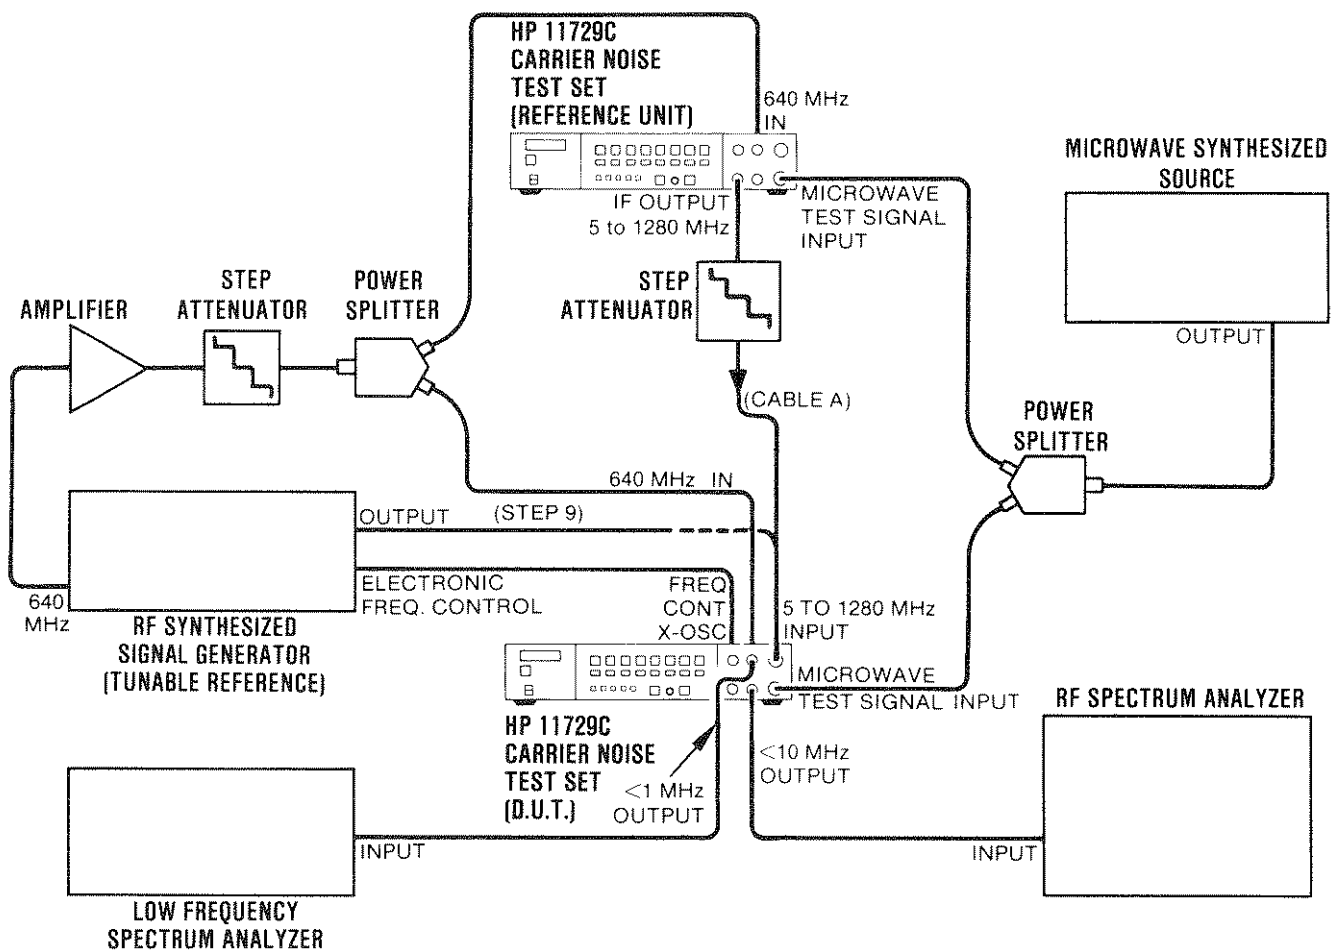 HP 11729C
CARRIER NOISE
TEST SET
(REFERENCE UNIT)
640 MHz
IN
MICROWAVE SYNTHESIZED
SOURCE
IF OUTPUT
5 to 1280 MHz
MICROWAVE
TEST SIGNAL
INPUT
AMPLIFIER
STEP
ATTENUATOR
POWER
SPLITTER
STEP
ATTENUATOR
OUTPUT
(CABLE A)
POWER
SPLITTER
640 MHz IN
OUTPUT
(STEP 9)
ELECTRONIC
FREQ. CONTROL
FREQ
CONT
X-OSC
5 TO 1280 MHz
INPUT
640
MHz
RF SYNTHESIZED
SIGNAL GENERATOR
(TUNABLE REFERENCE)
MICROWAVE
TEST SIGNAL INPUT
RF SPECTRUM ANALYZER
HP 11729C
CARRIER NOISE
TEST SET
(D.U.T.)
<1 MHz
OUTPUT
<10 MHz
OUTPUT
INPUT
INPUT
LOW FREQUENCY
SPECTRUM ANALYZER